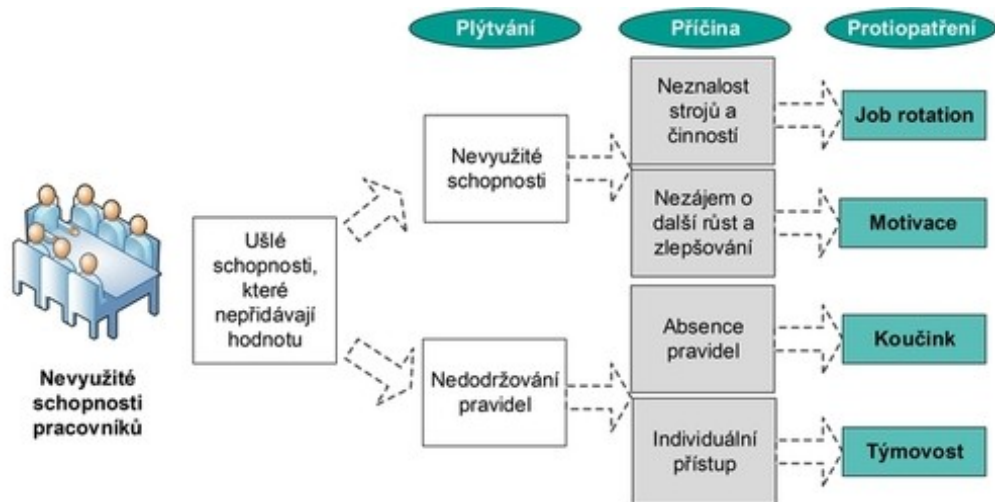 Plýtvání
Příčina
Protiopatření
Neznalost
strojů a
činností
Job rotation
Nevyužité
schopnosti
Nezájem o
další růst a
zlepšování
Motivace
Ušlé
schopnosti,
které
nepřidávají
hodnotu
Absence
pravidel
Koučink
Nevyužité
schopnosti
pracovníků
Nedodržování
pravidel
Individuální
přístup
Týmovost